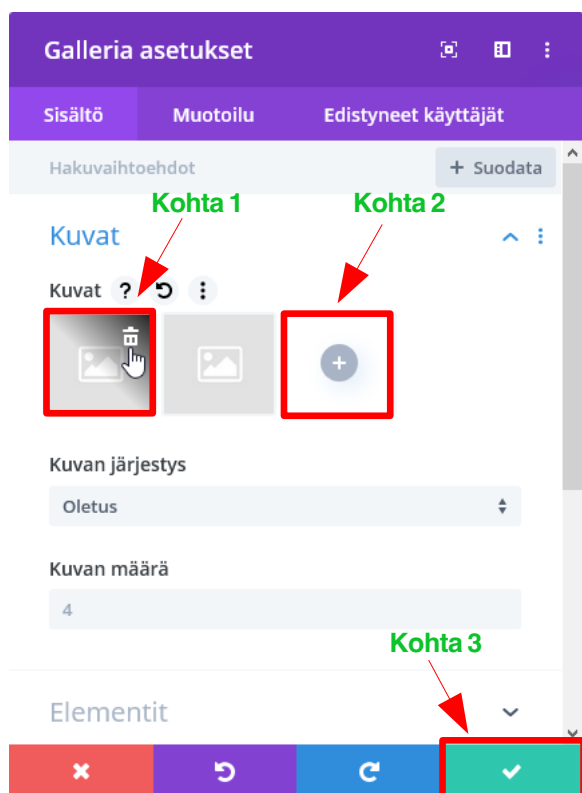 Galleria asetukset
Sisältö Muotoilu Edistyneet käyttäjät
Hakuvaihtoehdot + Suodata
Kohta 1 Kohta 2
Kuvat
Kuvat ?
Kuvan järjestys
Oletus
Kuvan määrä
4
Kohta 3
Elementit